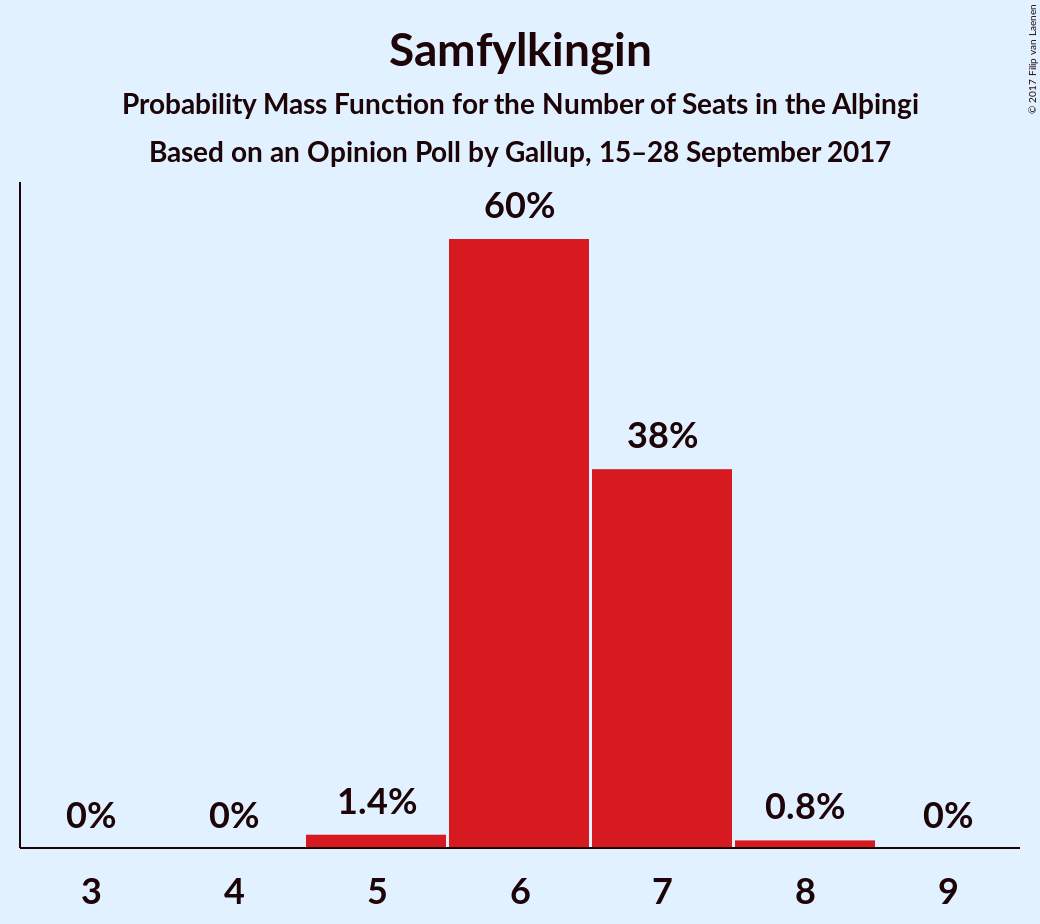 Samfylkingin
Probability Mass Function for the Number of Seats in the Alþingi
Based on an Opinion Poll by Gallup, 15–28 September 2017
© 2017 Filip van Laenen
60%
38%
1.4%
0.8%
0%
0%
0%
3 4 5 6 7 8 9